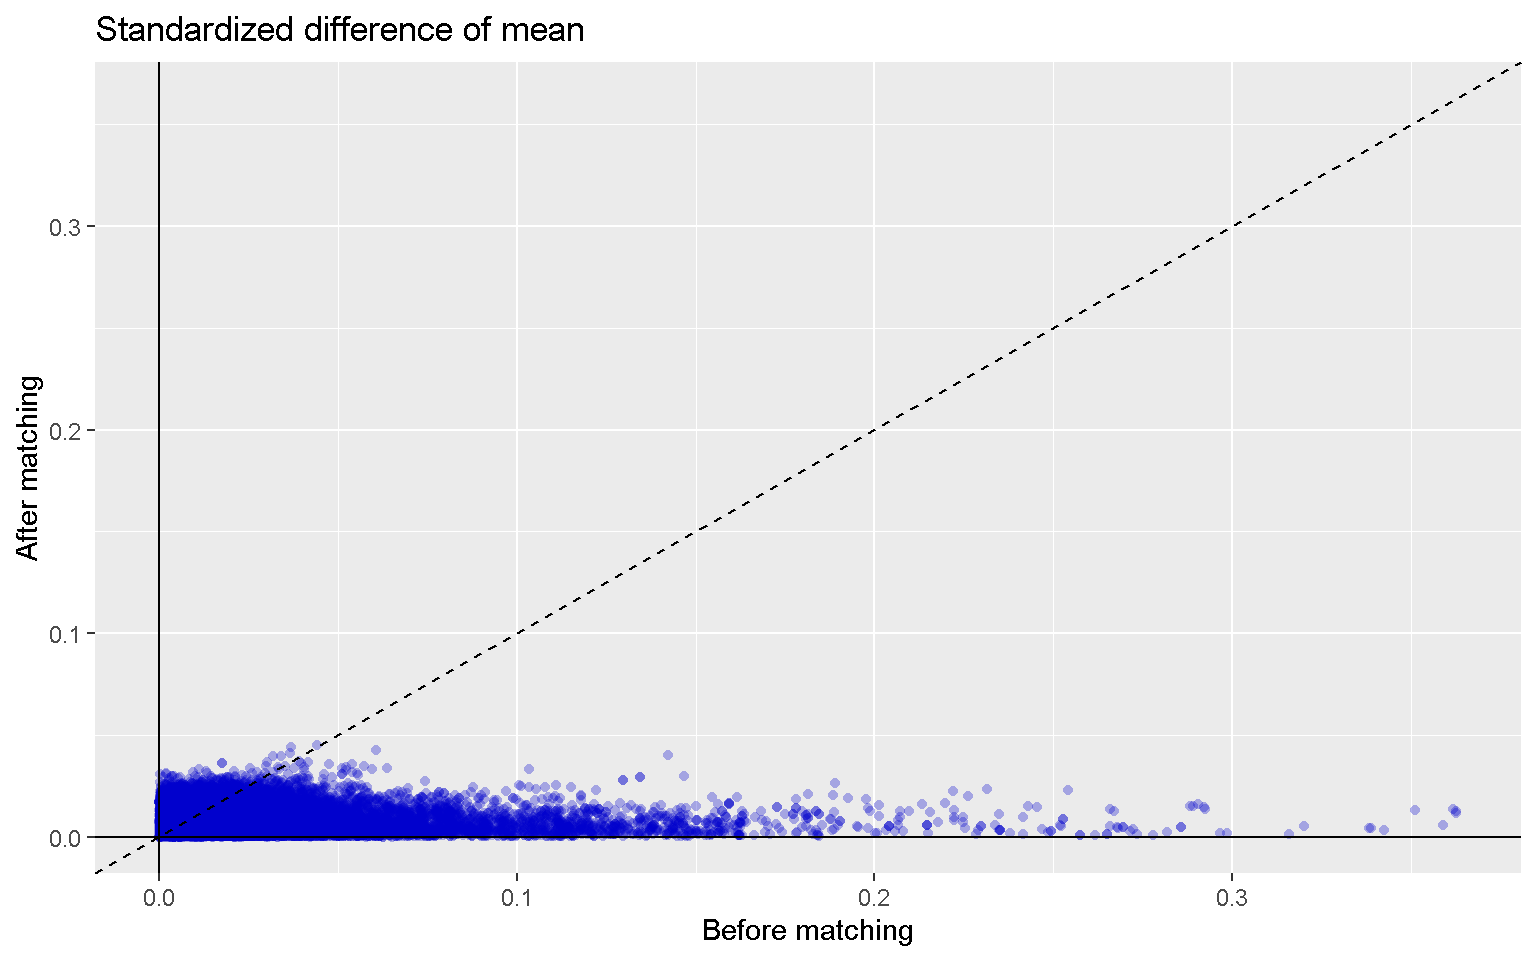 Standardized difference of mean
After matching
0.3
0.2
0.1
0.0
0.0 0.1 0.2 0.3
Before matching